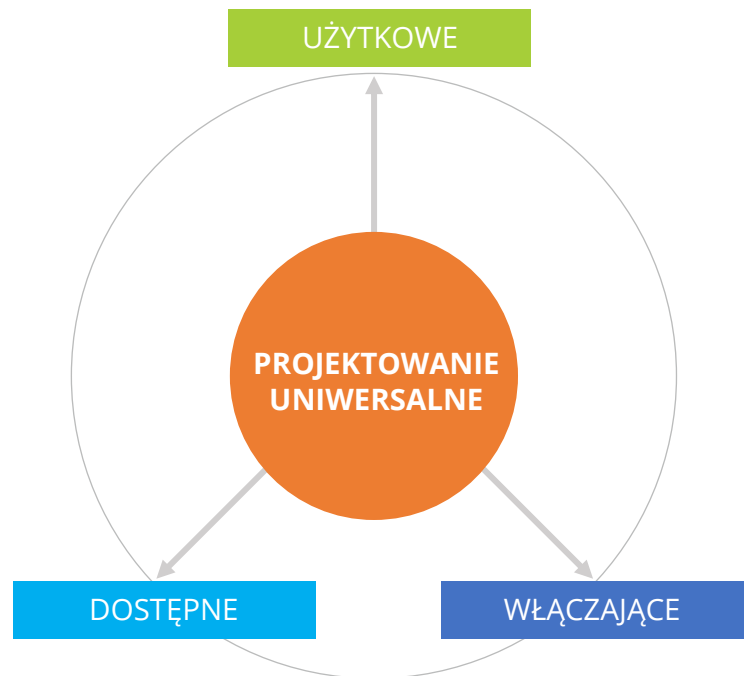 UŻYTKOWE
PROJEKTOWANIE
UNIWERSALNE
DOSTĘPNE
WŁĄCZAJĄCE